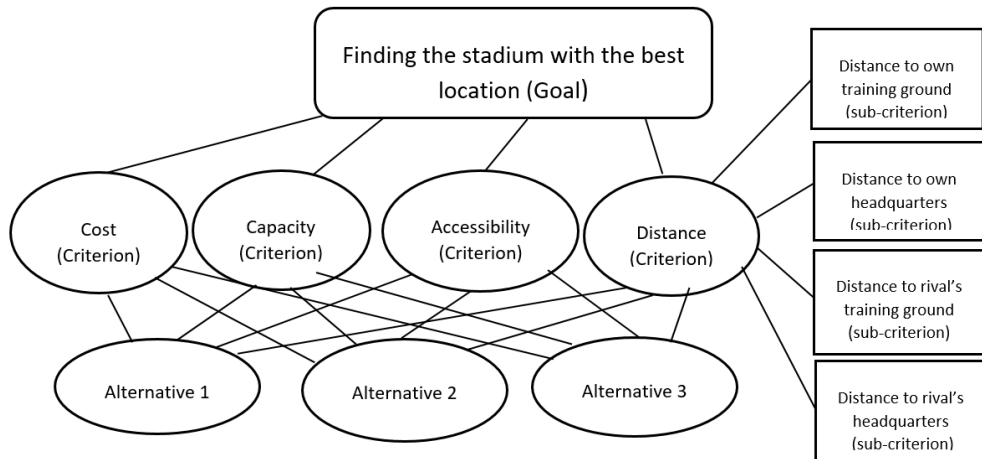 Finding the stadium with the best
location (Goal)
Distance to own
training ground
(sub-criterion)
Distance to own
headquarters
(sub-criterion)
Cost
(Criterion)
Capacity
(Criterion)
Accessibility
(Criterion)
Distance
(Criterion)
Distance to rival's
training ground
(sub-criterion)
Alternative 1
Alternative 2
Alternative 3
Distance to rival's
headquarters
(sub-criterion)